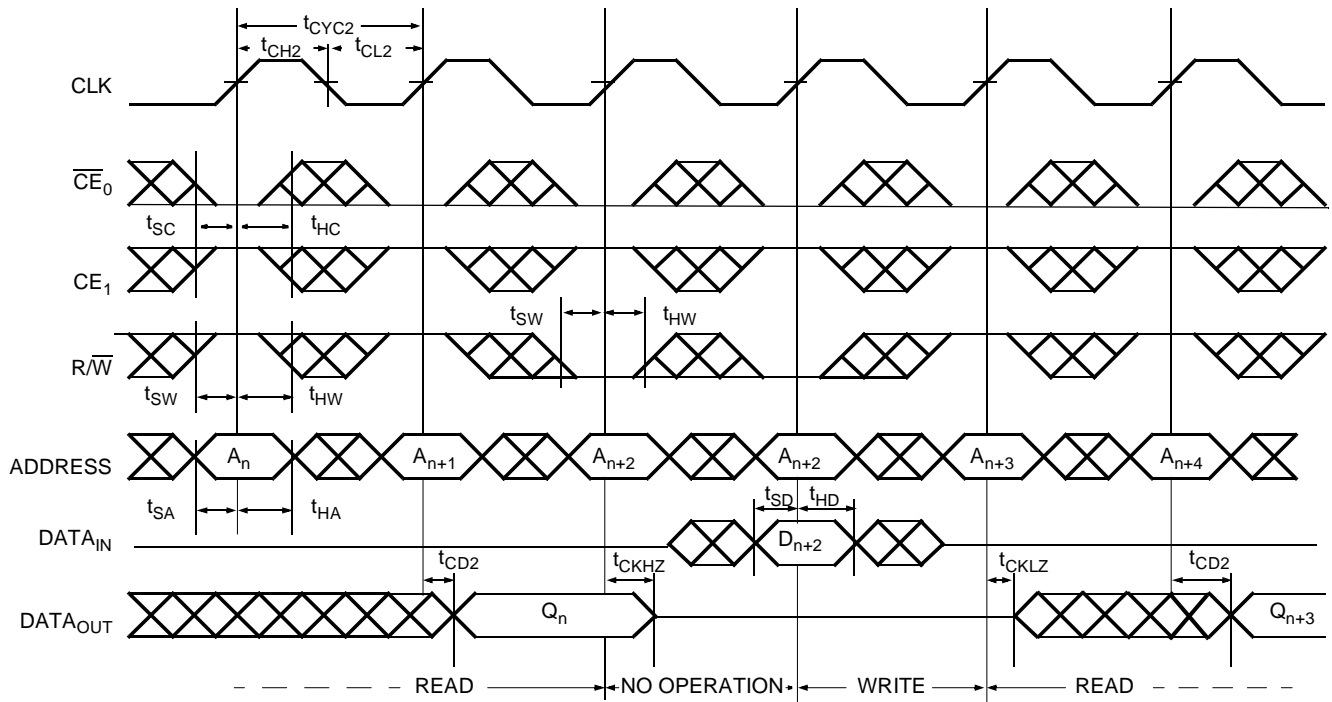 tCYC2
tCH2 tCL2
CLK
CE0
tSC tHC
CE1
tSW tHW
R/W
tSW tHW
ADDRESS An An+1 An+2 An+2 An+3 An+4
tSA tHA tSD tHD
DATAIN Dn+2
tCD2 tCKHZ tCKLZ tCD2
DATAOUT Qn Qn+3
READ NO OPERATION WRITE READ